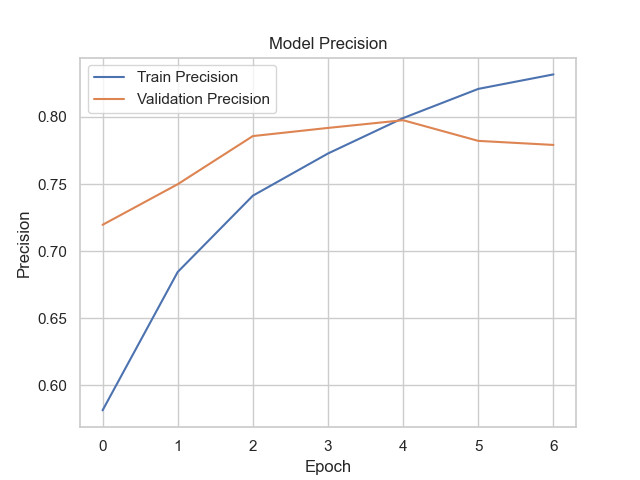 Model Precision
Train Precision
Validation Precision
0.80
0.75
0.70
0.65
0.60
Precision
0 1 2 3 4 5 6
Epoch